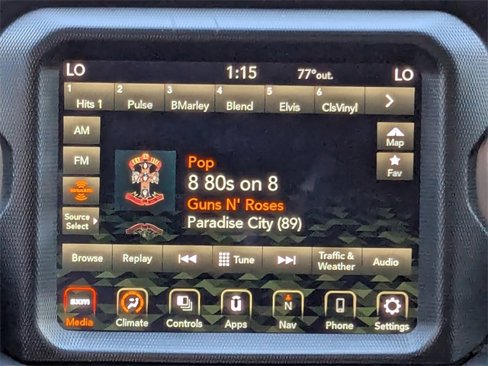 LO 1:15 77°out. LO
1 2 3 4 5 6
Hits 1 Pulse BMarley Blend Elvis ClsVinyl
AM
Map
FM
Fav
Source
Select
Pop
8 80s on 8
Guns N' Roses
Paradise City (89)
Browse Replay Tune Traffic &
Weather Audio
sxm
N
Media Climate Controls Apps Nav Phone Settings